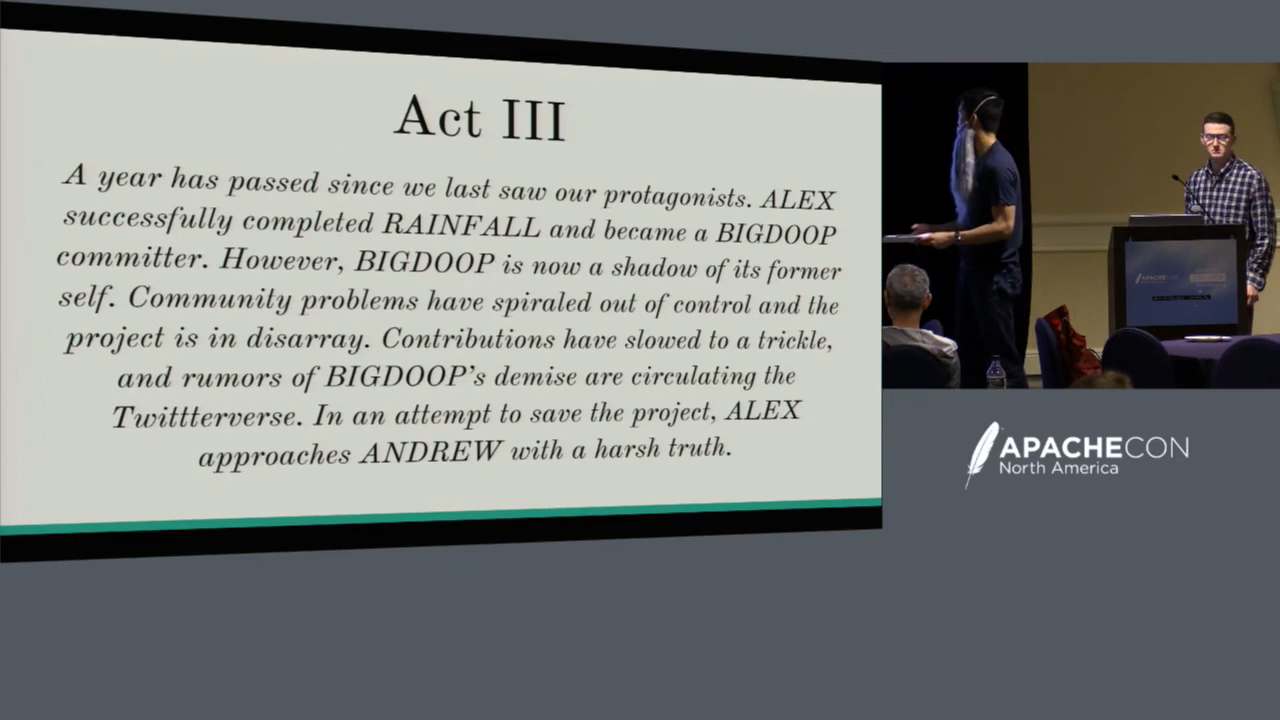 Act III
A year has passed since we last saw our protagonists. ALEX
successfully completed RAINFALL and became a BIGDOOP
committer. However, BIGDOOP is now a shadow of its former
self. Community problems have spiraled out of control and the
project is in disarray. Contributions have slowed to a trickle,
and rumors of BIGDOOP's demise are circulating the
Twittterverse. In an attempt to save the project, ALEX
approaches ANDREW with a harsh truth.
APACHECON
North America